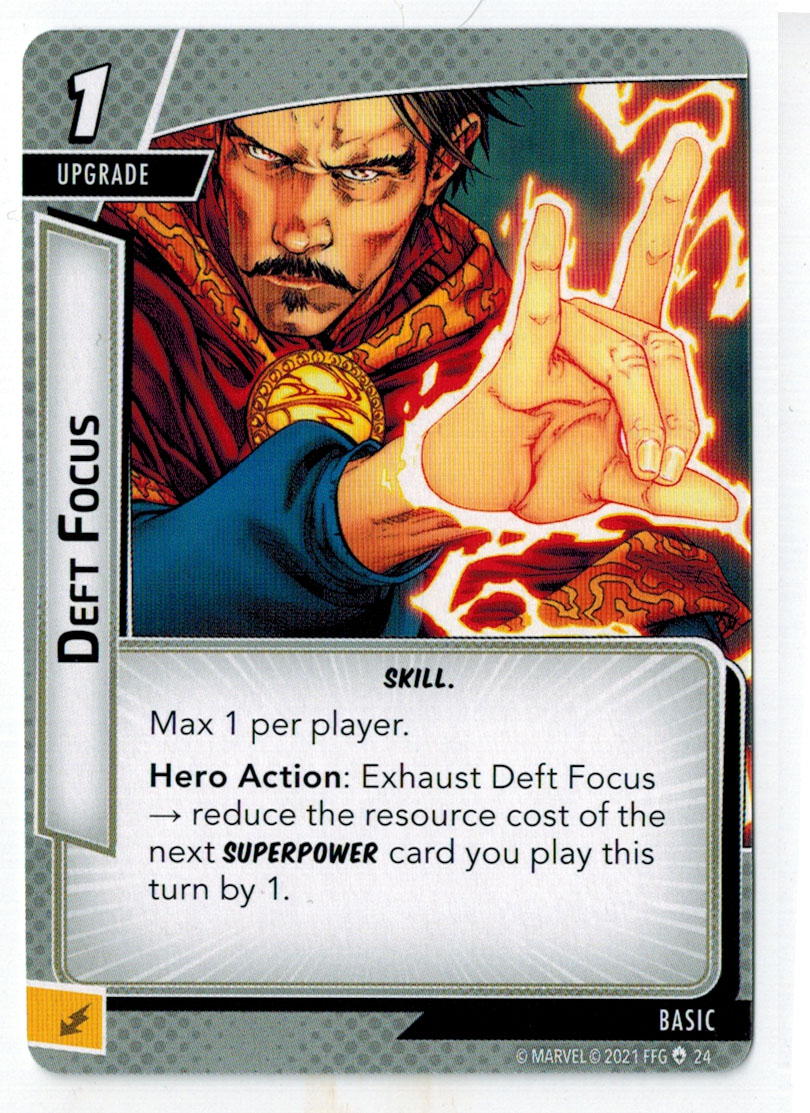 1
UPGRADE
DEFT FOCUS
SKILL.
Max 1 per player.
Hero Action: Exhaust Deft Focus
→ reduce the resource cost of the
next SUPERPOWER card you play this
turn by 1.
BASIC
© MARVEL © 2021 FFG 24